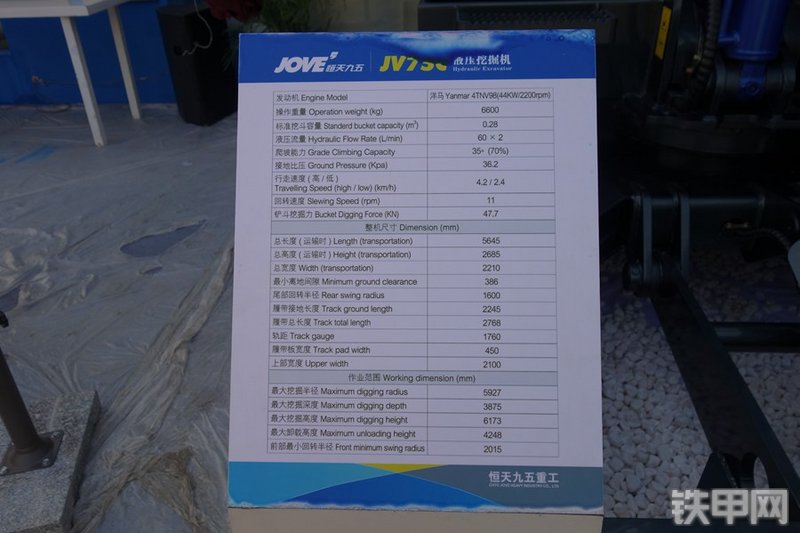 JOVE 恒天九五 JV75C 液压挖掘机
Hydraulic Excavator
发动机 Engine Model 洋马 Yanmar 4TNV98(44KW/2200rpm)
操作重量 Operation weight (kg) 6600
标准挖斗容量 Standerd bucket capacity (m³) 0.28
液压流量 Hydraulic Flow Rate (L/min) 60 × 2
爬坡能力 Grade Climbing Capacity 35° (70%)
接地比压 Ground Pressure (Kpa) 36.2
行走速度 ( 高 / 低 )
Travelling Speed (high / low) (km/h) 4.2 / 2.4
回转速度 Slewing Speed (rpm) 11
铲斗挖掘力 Bucket Digging Force (KN) 47.7
整机尺寸 Dimension (mm)
总长度 ( 运输时 ) Length (transportation) 5645
总高度 ( 运输时 ) Height (transportation) 2685
总宽度 Width (transportation) 2210
最小离地间隙 Minimum ground clearance 386
尾部回转半径 Rear swing radius 1600
履带接地长度 Track ground length 2245
履带总长度 Track total length 2768
轨距 Track gauge 1760
履带板宽度 Track pad width 450
上部宽度 Upper width 2100
作业范围 Working dimension (mm)
最大挖掘半径 Maximum digging radius 5927
最大挖掘深度 Maximum digging depth 3875
最大挖掘高度 Maximum digging height 6173
最大卸载高度 Maximum unloading height 4248
前部最小回转半径 Front minimum swing radius 2015
恒天九五重工
CHTC JOVE HEAVY INDUSTRY CO., LTD.
铁甲网